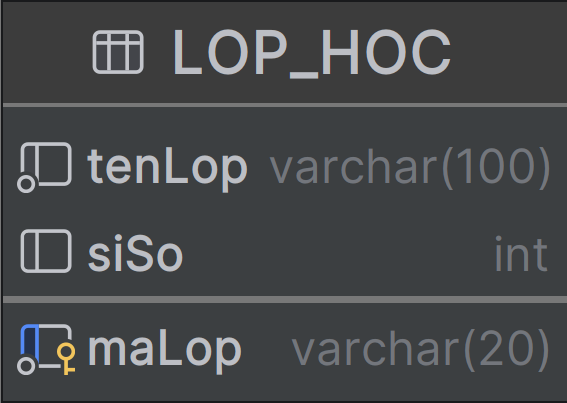 LOP_HOC
tenLop varchar(100)
siSo int
maLop varchar(20)